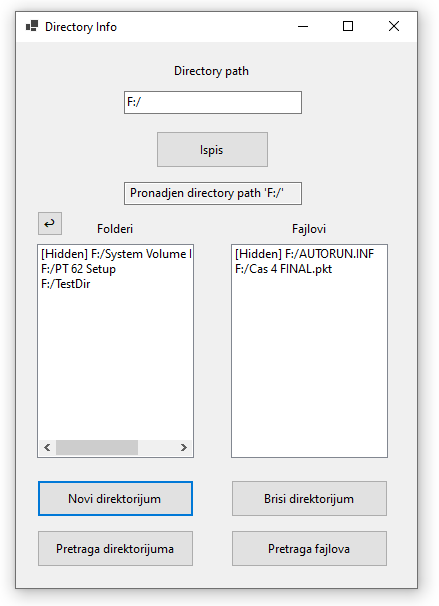 Directory Info
Directory path
F:/
Ispis
Pronadjen directory path 'F:/'
Folderi
Fajlovi
[Hidden] F:/System Volume I
F:/PT 62 Setup
F:/TestDir
[Hidden] F:/AUTORUN.INF
F:/Cas 4 FINAL.pkt
Novi direktorijum
Brisi direktorijum
Pretraga direktorijuma
Pretraga fajlova